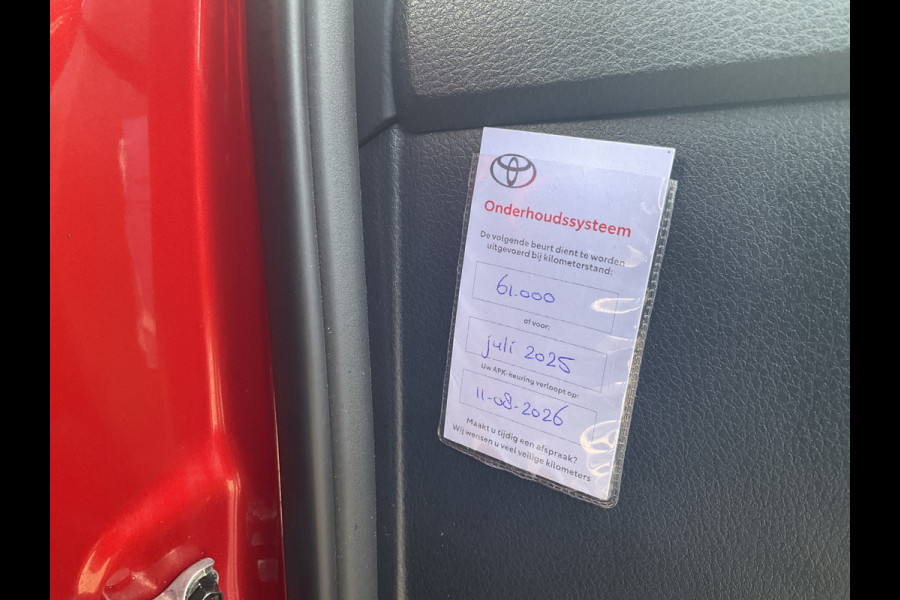 Onderhoudssysteem
De volgende beurt dient te worden
uitgevoerd bij kilometerstand:
61.000
of voor:
juli 2025
Uw APK-keuring verloopt op:
11-08-2026
Maakt u tijdig een afspraak?
Wij wensen u veel veilige kilometers